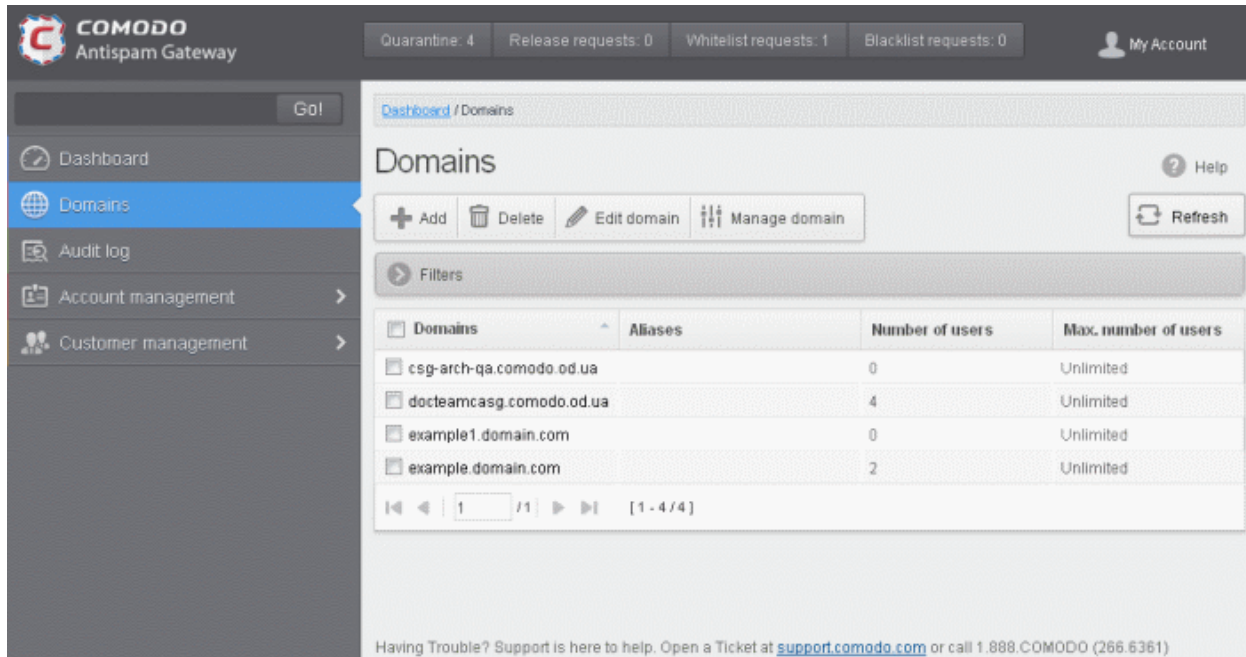 COMODO
Antispam Gateway
Quarantine: 4 Release requests: 0 Whitelist requests: 1 Blacklist requests: 0 My Account
Go!
Dashboard
Domains
Audit log
Account management
Customer management
Dashboard / Domains
Domains
Help
Add Delete Edit domain Manage domain Refresh
Filters
Domains Aliases Number of users Max. number of users
csg-arch-qa.comodo.od.ua 0 Unlimited
docteamcasg.comodo.od.ua 4 Unlimited
example1.domain.com 0 Unlimited
example.domain.com 2 Unlimited
1 /1 [ 1 - 4 / 4 ]
Having Trouble? Support is here to help. Open a Ticket at support.comodo.com or call 1.888.COMODO (266.6361)